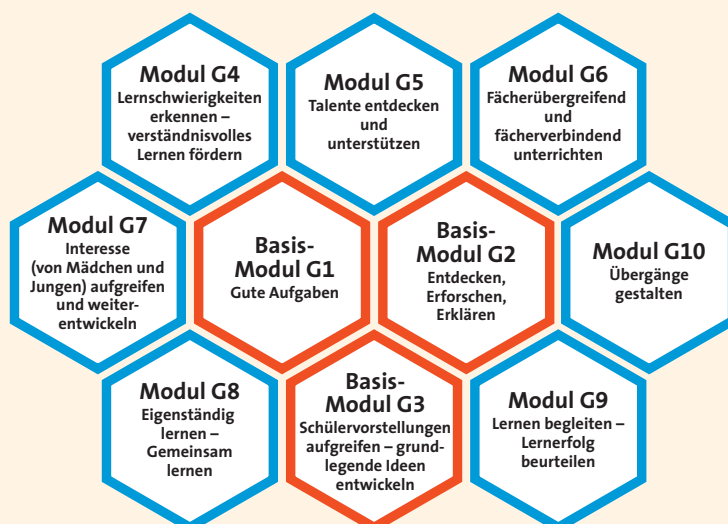 Modul G4
Lernschwierigkeiten
erkennen –
verständnisvolles
Lernen fördern
Modul G5
Talente entdecken
und
unterstützen
Modul G6
Fächerübergreifend
und
fächerverbindend
unterrichten
Modul G7
Interesse
(von Mädchen und
Jungen) aufgreifen
und weiter-
entwickeln
Basis-
Modul G1
Gute Aufgaben
Basis-
Modul G2
Entdecken,
Erforschen,
Erklären
Modul G10
Übergänge
gestalten
Modul G8
Eigenständig
lernen –
Gemeinsam
lernen
Basis-
Modul G3
Schülervorstellungen
aufgreifen – grund-
legende Ideen
entwickeln
Modul G9
Lernen begleiten –
Lernerfolg
beurteilen